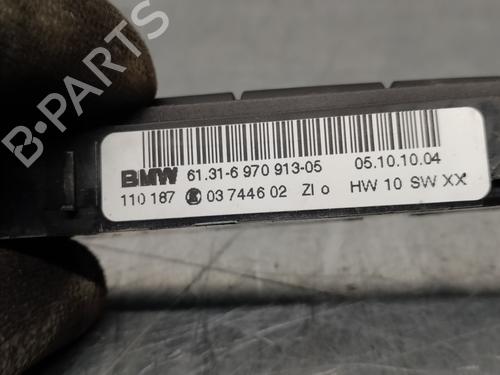 B-PARTS
BMW 61.31-6 970 913-05 05.10.10.04
110 187 03 7446 02 ZI o HW 10 SW XX